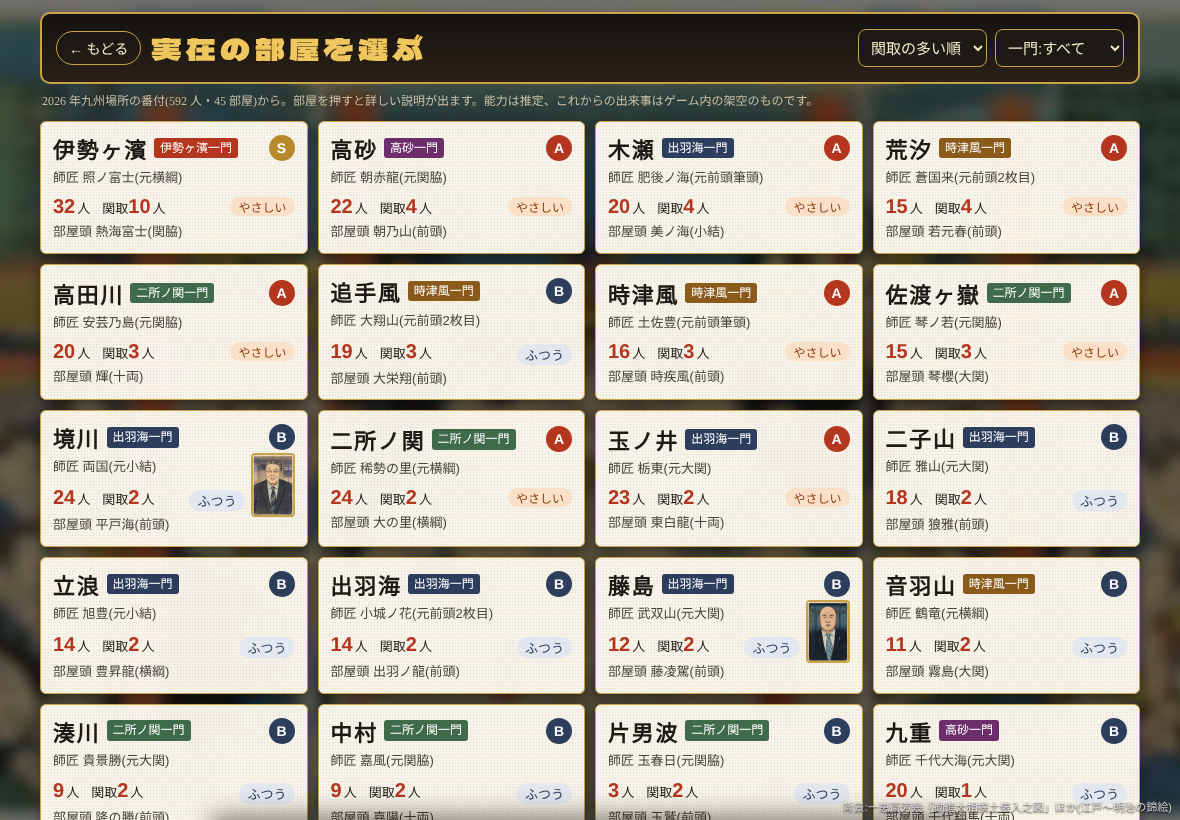 ← もどる 実在の部屋を選ぶ 関取の多い順 一門:すべて
2026 年九州場所の番付(592 人・45 部屋)から。部屋を押すと詳しい説明が出ます。能力は推定、これからの出来事はゲーム内の架空のものです。
伊勢ヶ濱 伊勢ヶ濱一門 S
師匠 照ノ富士(元横綱)
32人 関取10人 やさしい
部屋頭 熱海富士(関脇)
高砂 高砂一門 A
師匠 朝赤龍(元関脇)
22人 関取4人 やさしい
部屋頭 朝乃山(前頭)
木瀬 出羽海一門 A
師匠 肥後ノ海(元前頭筆頭)
20人 関取4人 やさしい
部屋頭 美ノ海(小結)
荒汐 時津風一門 A
師匠 蒼国来(元前頭2枚目)
15人 関取4人 やさしい
部屋頭 若元春(前頭)
高田川 二所ノ関一門 A
師匠 安芸乃島(元関脇)
20人 関取3人 やさしい
部屋頭 輝(十両)
追手風 時津風一門 B
師匠 大翔山(元前頭2枚目)
19人 関取3人 ふつう
部屋頭 大栄翔(前頭)
時津風 時津風一門 A
師匠 土佐豊(元前頭筆頭)
16人 関取3人 やさしい
部屋頭 時疾風(前頭)
佐渡ヶ嶽 二所ノ関一門 A
師匠 琴ノ若(元関脇)
15人 関取3人 やさしい
部屋頭 琴櫻(大関)
境川 出羽海一門 B
師匠 両国(元小結)
24人 関取2人 ふつう
部屋頭 平戸海(前頭)
二所ノ関 二所ノ関一門 A
師匠 稀勢の里(元横綱)
24人 関取2人 やさしい
部屋頭 大の里(横綱)
玉ノ井 出羽海一門 A
師匠 栃東(元大関)
23人 関取2人 やさしい
部屋頭 東白龍(十両)
二子山 出羽海一門 B
師匠 雅山(元大関)
18人 関取2人 ふつう
部屋頭 狼雅(前頭)
立浪 出羽海一門 B
師匠 旭豊(元小結)
14人 関取2人 ふつう
部屋頭 豊昇龍(横綱)
出羽海 出羽海一門 B
師匠 小城ノ花(元前頭2枚目)
14人 関取2人 ふつう
部屋頭 出羽ノ龍(前頭)
藤島 出羽海一門 B
師匠 武双山(元大関)
12人 関取2人 ふつう
部屋頭 藤凌駕(前頭)
音羽山 時津風一門 B
師匠 鶴竜(元横綱)
11人 関取2人 ふつう
部屋頭 霧島(大関)
湊川 二所ノ関一門 B
師匠 貴景勝(元大関)
9人 関取2人 ふつう
部屋頭 隆の勝(前頭)
中村 二所ノ関一門 B
師匠 嘉風(元関脇)
9人 関取2人 ふつう
部屋頭 嘉陽(十両)
片男波 二所ノ関一門 B
師匠 玉春日(元関脇)
3人 関取2人 ふつう
部屋頭 玉鷲(前頭)
九重 高砂一門 B
師匠 千代大海(元大関)
20人 関取1人 ふつう
部屋頭 千代翔馬(十両)